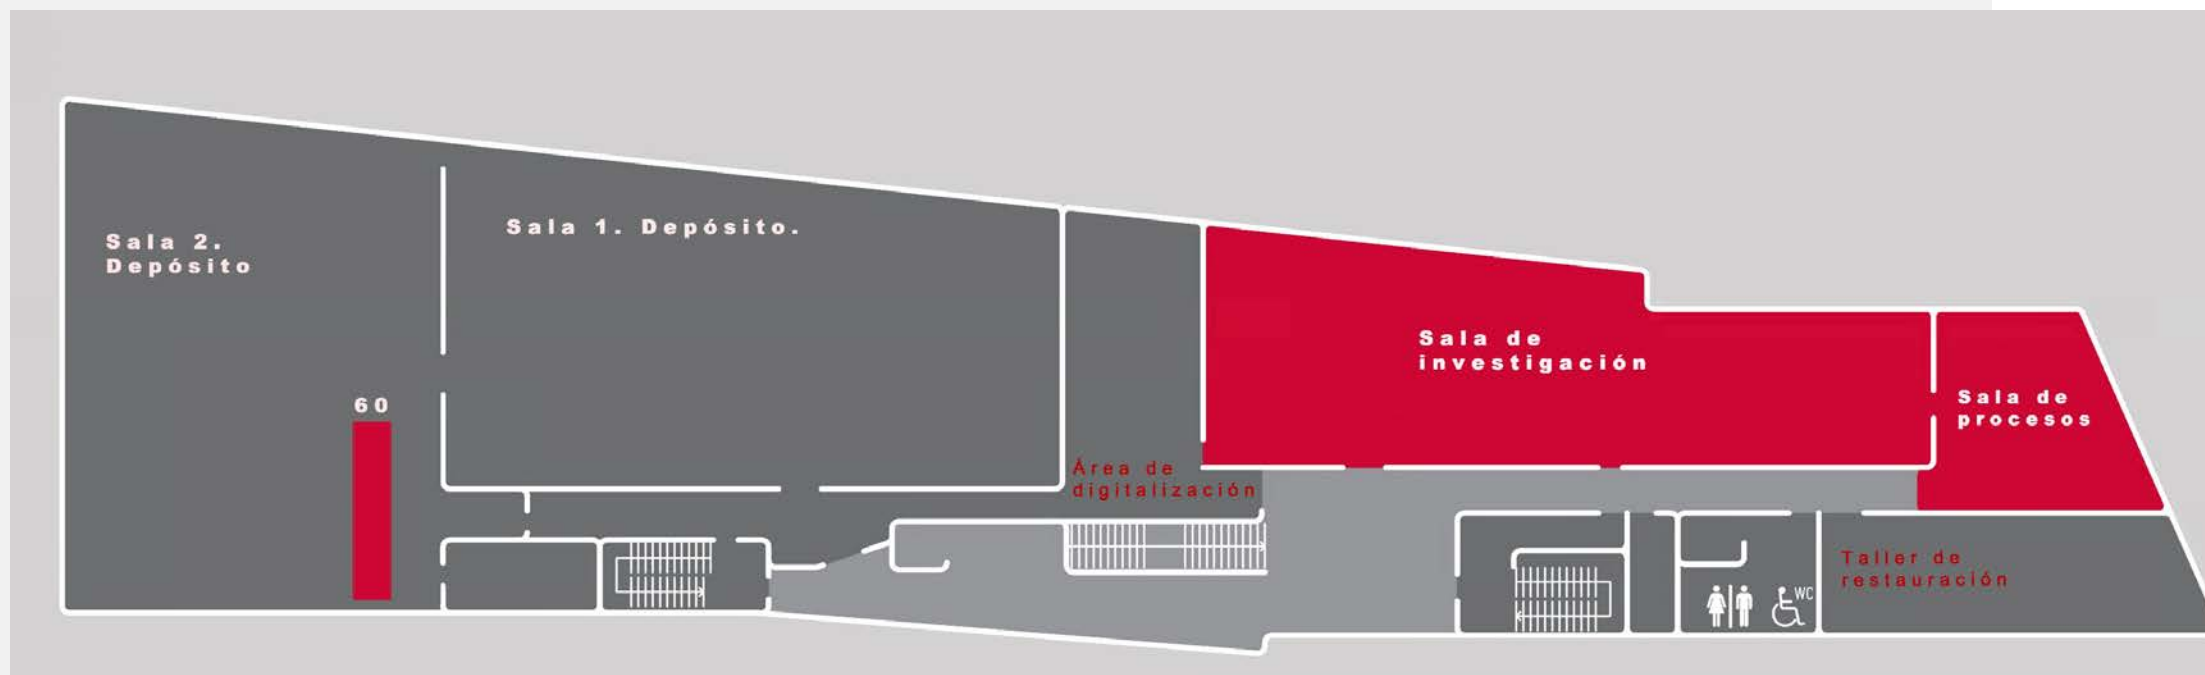 Sala 2.
Depósito
Sala 1. Depósito.
60
Área de
digitalización
Sala de
investigación
Sala de
procesos
Taller de
restauración
WC